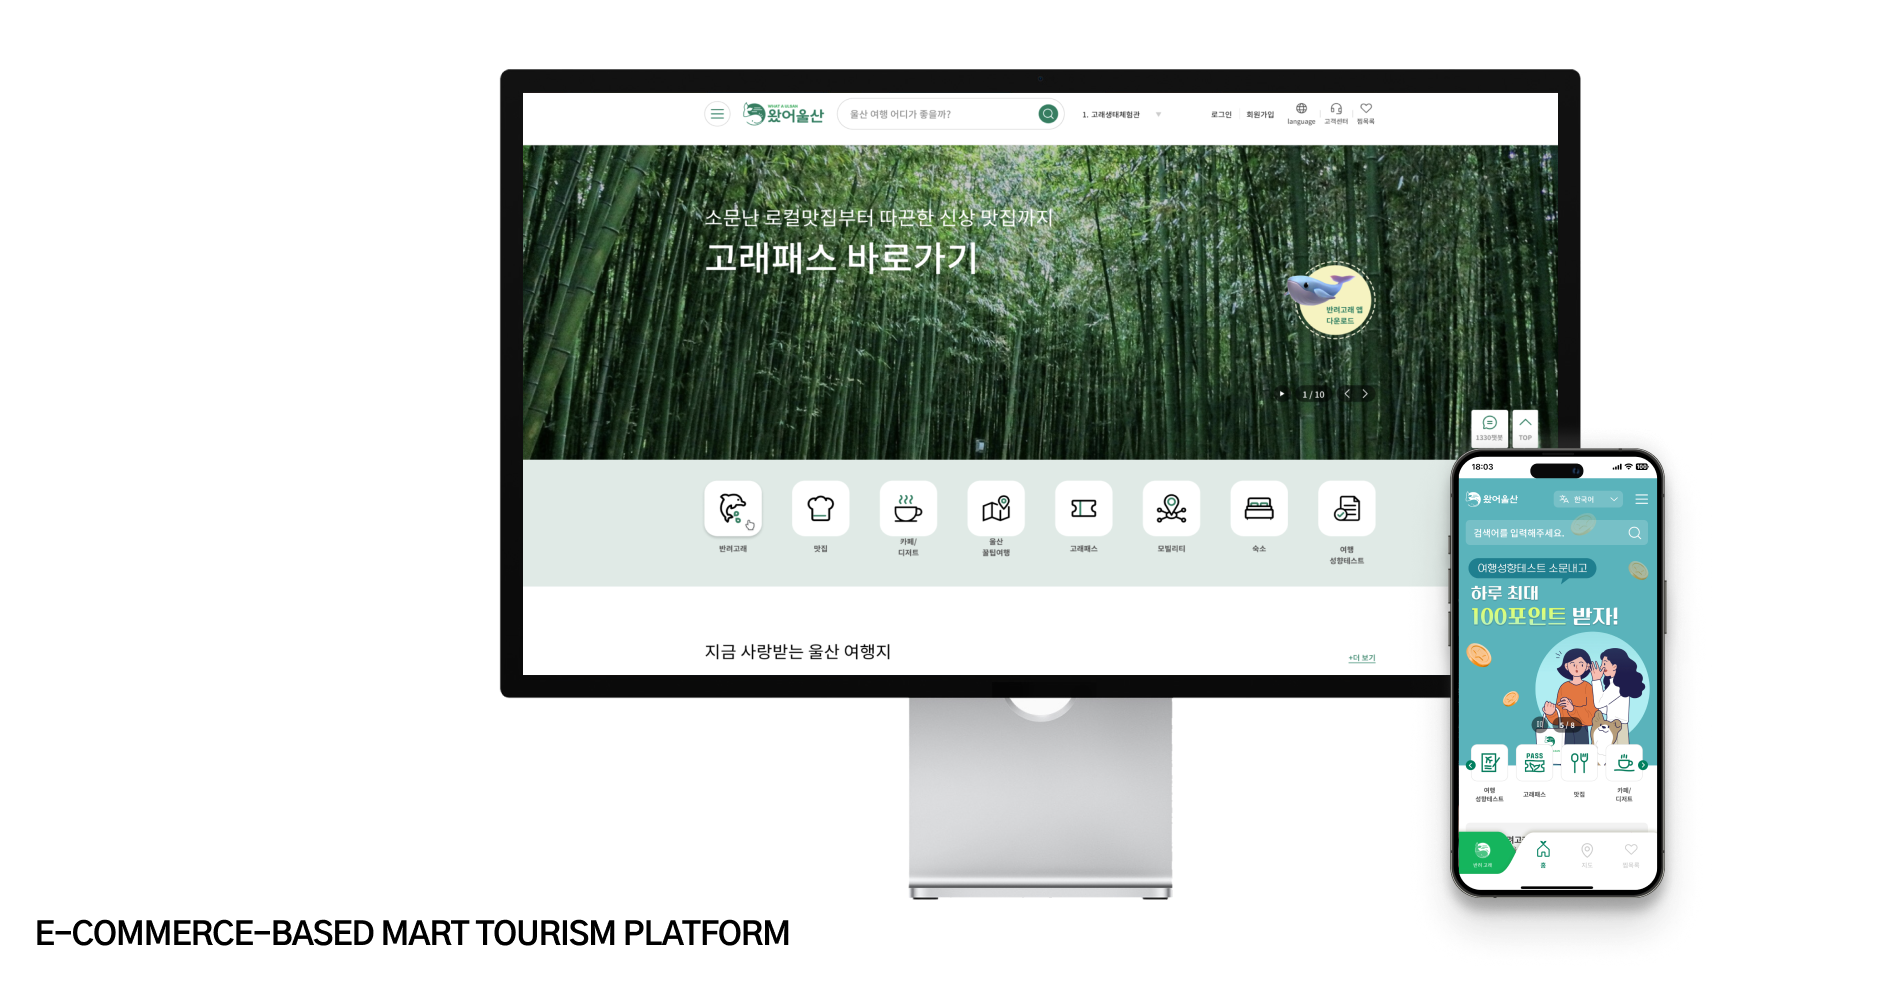 WHAT A ULSAN
왔어울산
울산 여행 어디가 좋을까?
1. 고래생태체험관
로그인
회원가입
language
고객센터
찜목록
소문난 로컬맛집부터 따끈한 신상 맛집까지
고래패스 바로가기
반려고래 앱
다운로드
1 / 10
1330챗봇
TOP
반려고래
맛집
카페/
디저트
울산
꿀팁여행
고래패스
모빌리티
숙소
여행
성향테스트
지금 사랑받는 울산 여행지
+더 보기
18:03
100
왔어울산
한국어
검색어를 입력해주세요.
여행성향테스트 소문내고
하루 최대
100포인트 받자!
5 / 8
PASS
여행
성향테스트
고래패스
맛집
카페/
디저트
반려고래
홈
지도
찜목록
E-COMMERCE-BASED MART TOURISM PLATFORM